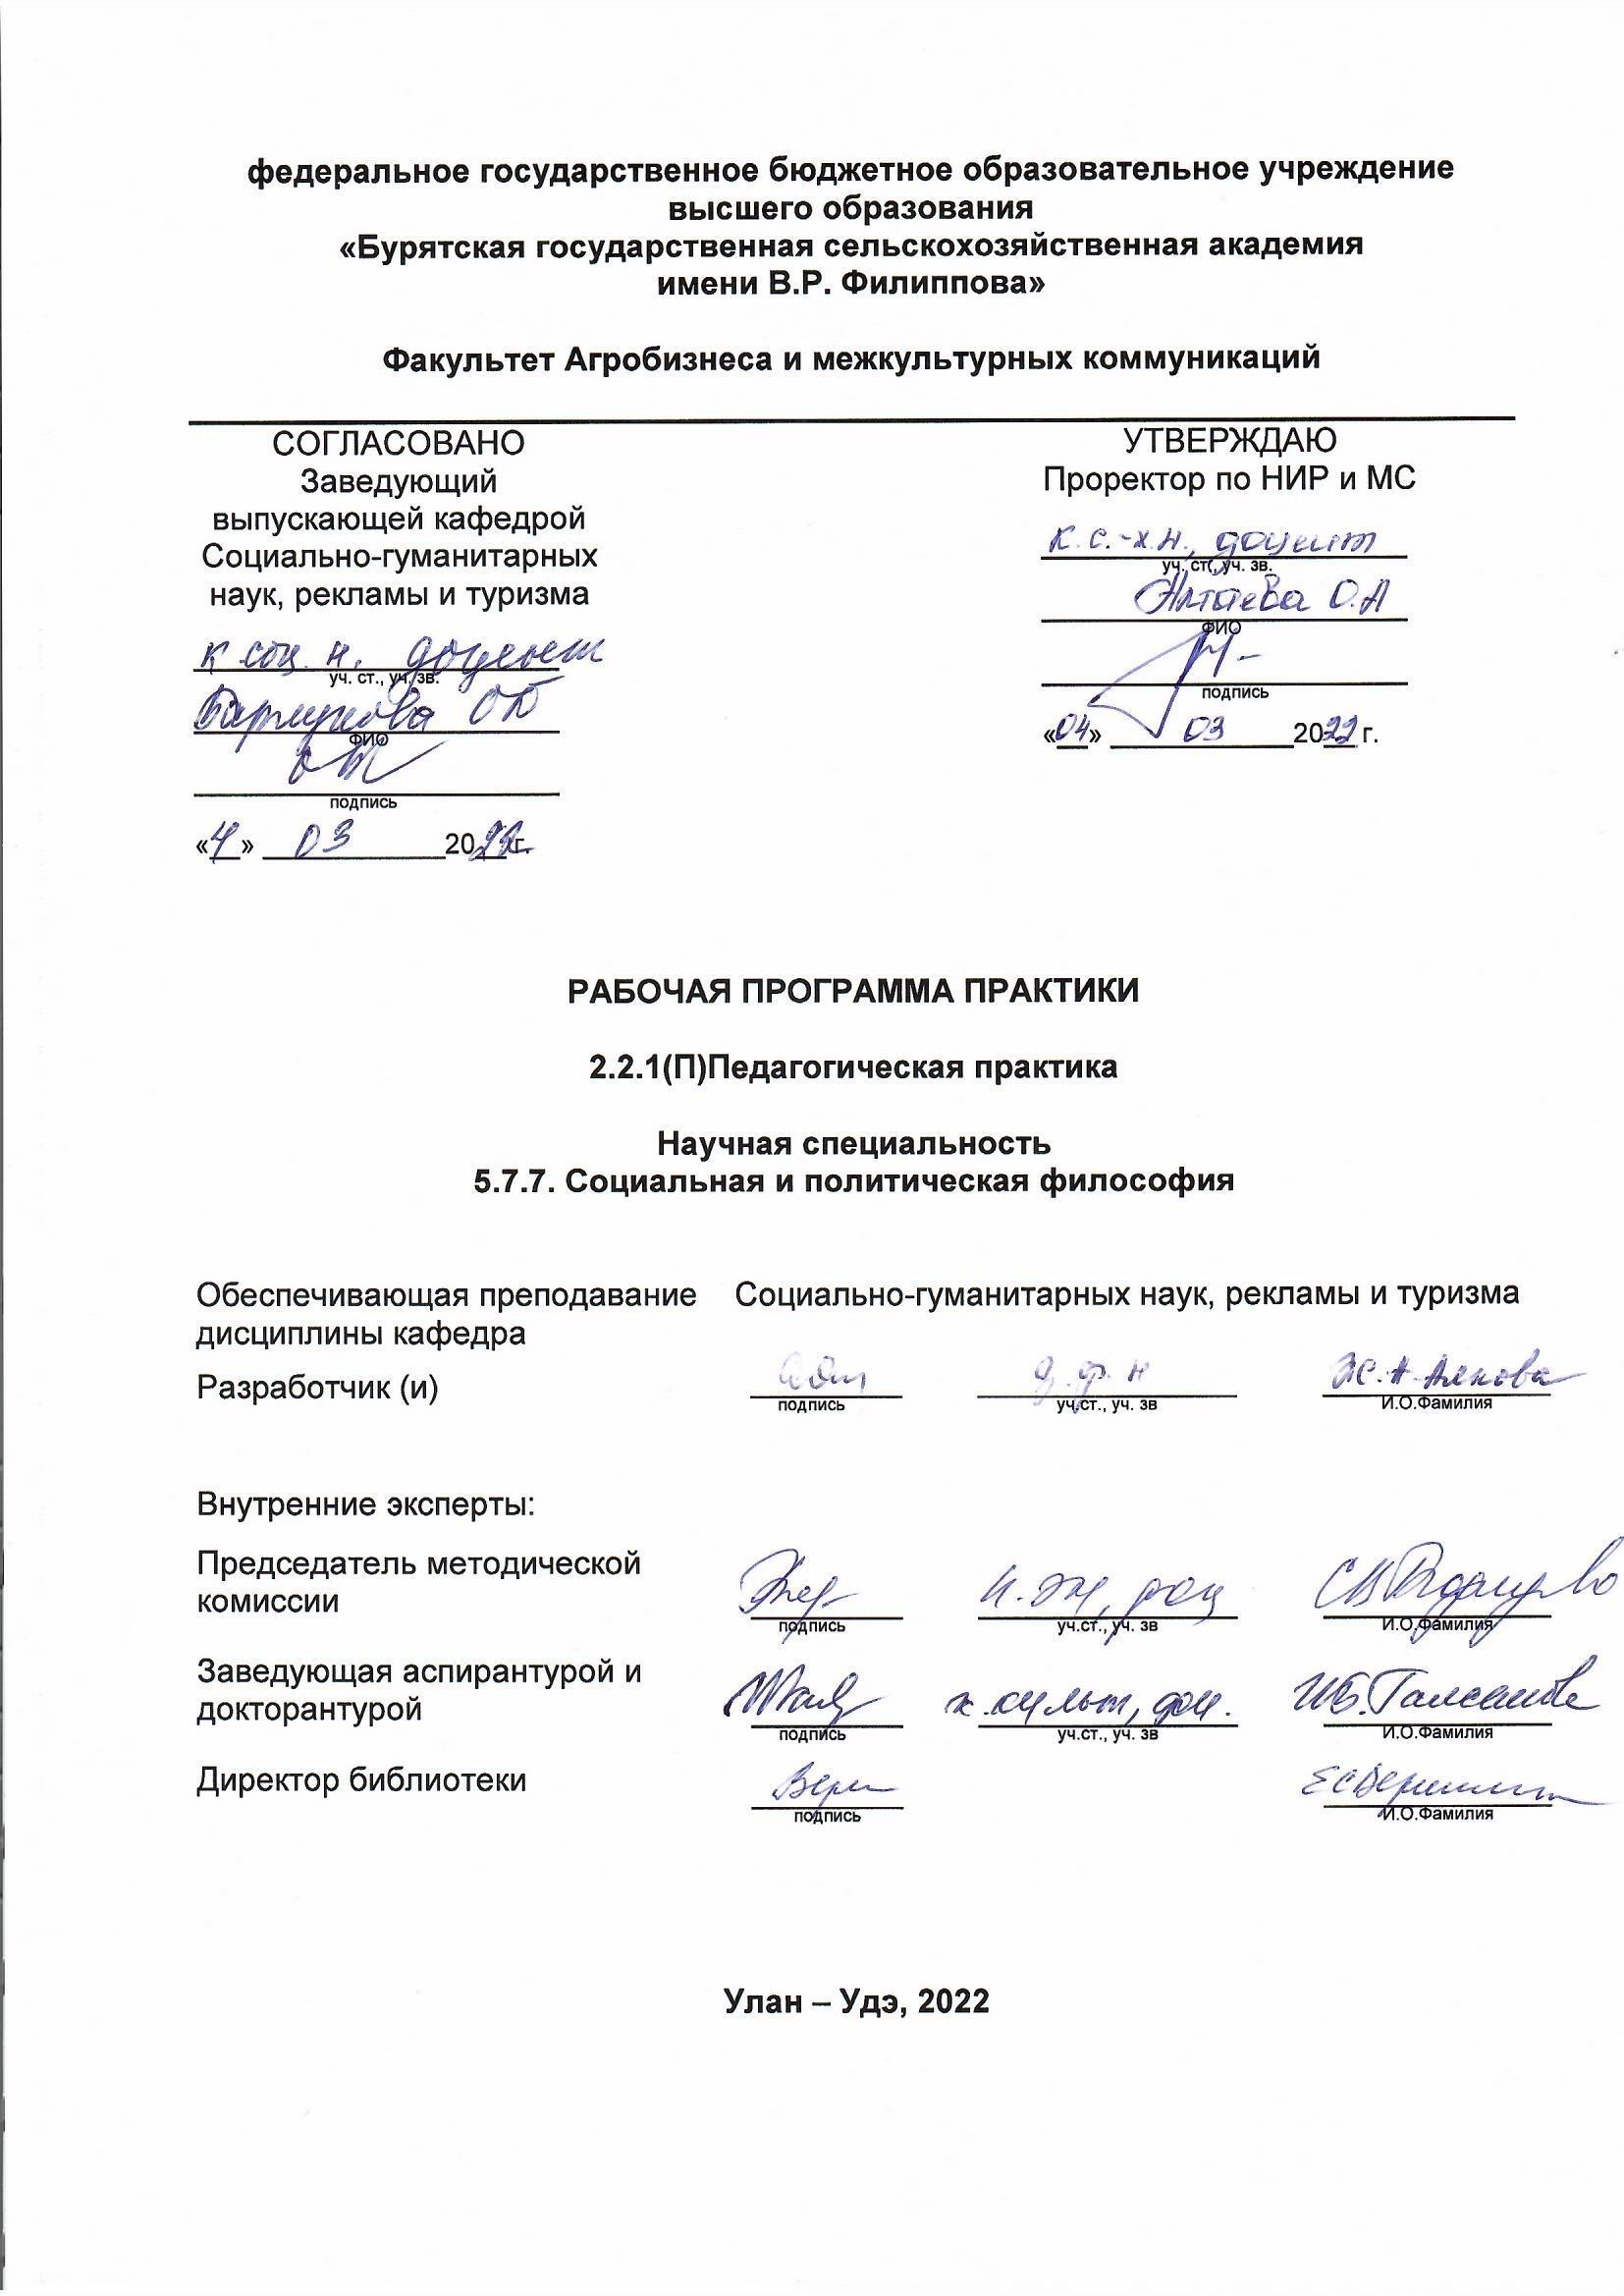 федеральное государственное бюджетное образовательное учреждение
высшего образования
«Бурятская государственная сельскохозяйственная академия
имени В.Р. Филиппова»
Факультет Агробизнеса и межкультурных коммуникаций
СОГЛАСОВАНО
Заведующий
выпускающей кафедрой
Социально-гуманитарных
наук, рекламы и туризма
к соц. н. доцент
уч. ст., уч. зв.
ОБ
ФИО
подпись
«4» 03 2022 г.
УТВЕРЖДАЮ
Проректор по НИР и МС
к.с.-х.н., доцент
уч. ст., уч. зв.
Алтаева О.А
ФИО
подпись
«04» 03 2022 г.
РАБОЧАЯ ПРОГРАММА ПРАКТИКИ
2.2.1(П)Педагогическая практика
Научная специальность
5.7.7. Социальная и политическая философия
Обеспечивающая преподавание Социально-гуманитарных наук, рекламы и туризма
дисциплины кафедра
Разработчик (и) д.ф.н
подпись уч.ст., уч. зв И.О.Фамилия
Внутренние эксперты:
Председатель методической
комиссии
подпись уч.ст., уч. зв И.О.Фамилия
Заведующая аспирантурой и
докторантурой к.культ,
подпись уч.ст., уч. зв И.О.Фамилия
Директор библиотеки
подпись И.О.Фамилия
Улан – Удэ, 2022